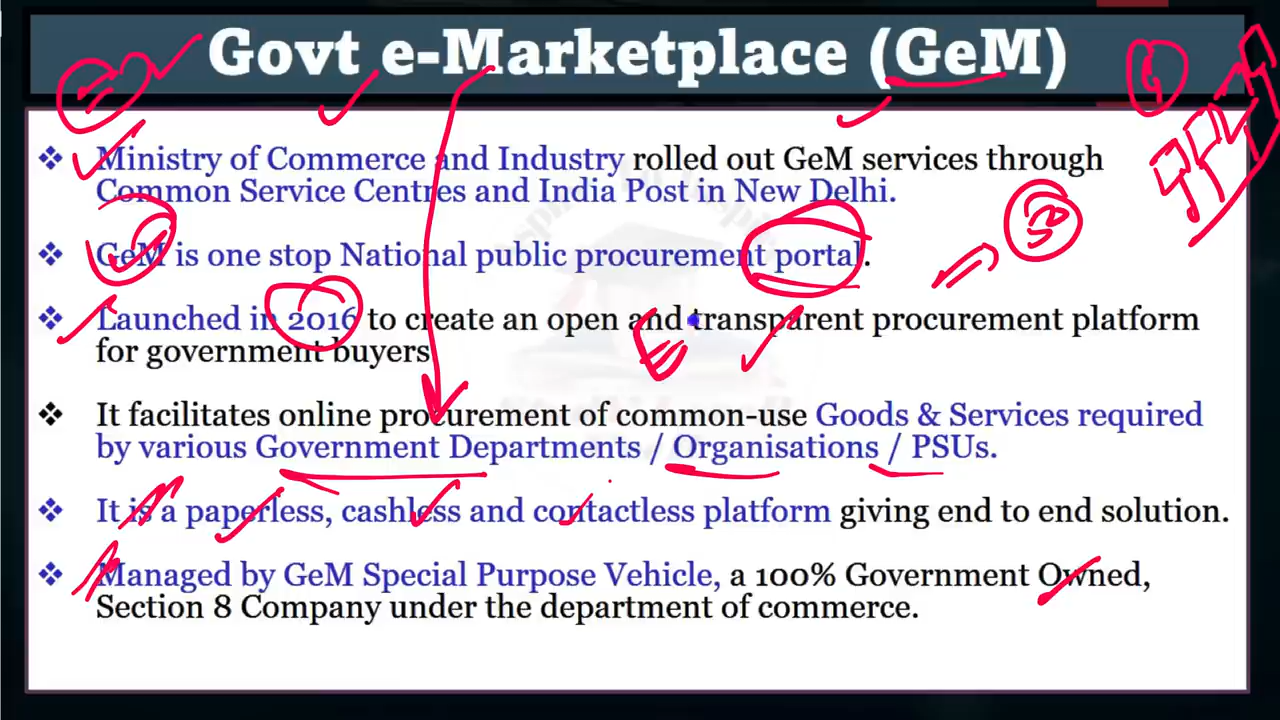 Govt e-Marketplace (GeM)
❖ Ministry of Commerce and Industry rolled out GeM services through
Common Service Centres and India Post in New Delhi.
❖ GeM is one stop National public procurement portal.
❖ Launched in 2016 to create an open and transparent procurement platform
for government buyers
❖ It facilitates online procurement of common-use Goods & Services required
by various Government Departments / Organisations / PSUs.
❖ It is a paperless, cashless and contactless platform giving end to end solution.
❖ Managed by GeM Special Purpose Vehicle, a 100% Government Owned,
Section 8 Company under the department of commerce.